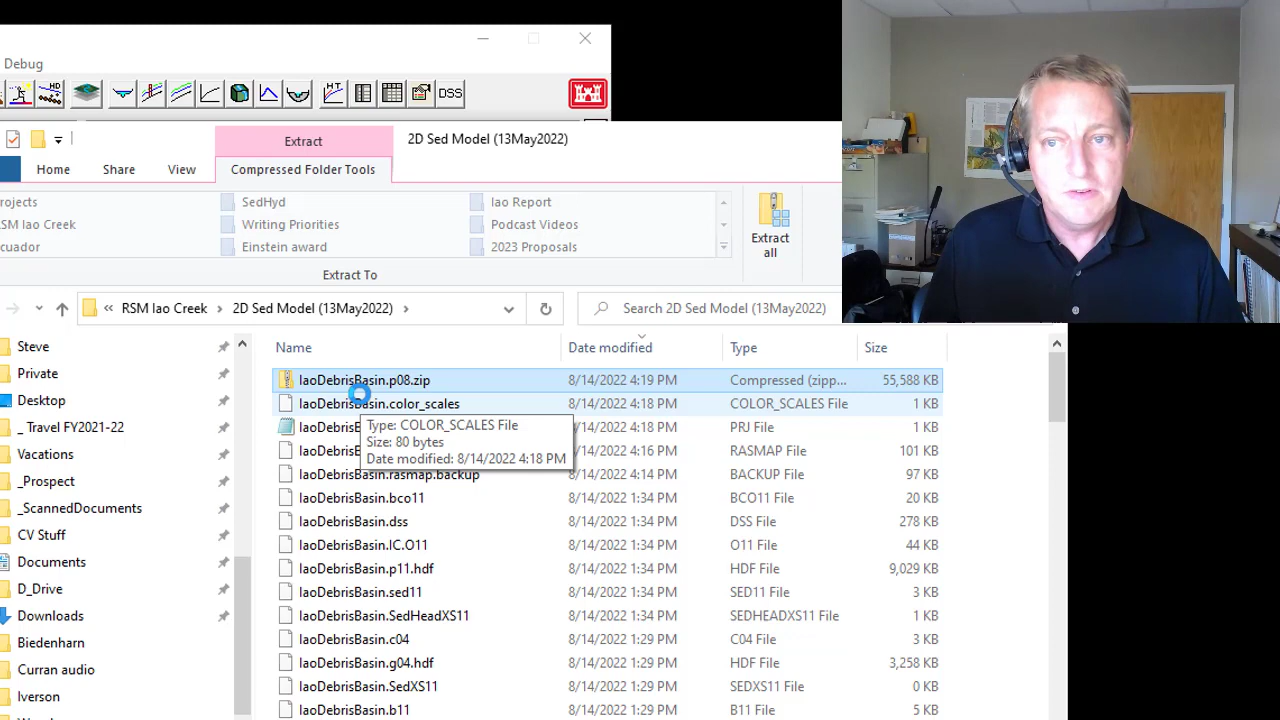 Debug
HD
HT
DSS
Extract
2D Sed Model (13May2022)
Home
Share
View
Compressed Folder Tools
rojects
SedHyd
Iao Report
RSM Iao Creek
Writing Priorities
Podcast Videos
cuador
Einstein award
2023 Proposals
Extract all
Extract To
« RSM Iao Creek > 2D Sed Model (13May2022) >
Search 2D Sed Model (13May2022)
Name
Date modified
Type
Size
Steve
Private
Desktop
_ Travel FY2021-22
Vacations
_Prospect
_ScannedDocuments
CV Stuff
Documents
D_Drive
Downloads
Biedenharn
Curran audio
Iverson
IaoDebrisBasin.p08.zip 8/14/2022 4:19 PM Compressed (zipp... 55,588 KB
IaoDebrisBasin.color_scales 8/14/2022 4:18 PM COLOR_SCALES File 1 KB
IaoDebrisB 8/14/2022 4:18 PM PRJ File 1 KB
IaoDebrisB 8/14/2022 4:16 PM RASMAP File 101 KB
IaoDebrisBasin.rasmap.backup 8/14/2022 4:14 PM BACKUP File 97 KB
IaoDebrisBasin.bco11 8/14/2022 1:34 PM BCO11 File 20 KB
IaoDebrisBasin.dss 8/14/2022 1:34 PM DSS File 278 KB
IaoDebrisBasin.IC.O11 8/14/2022 1:34 PM O11 File 44 KB
IaoDebrisBasin.p11.hdf 8/14/2022 1:34 PM HDF File 9,029 KB
IaoDebrisBasin.sed11 8/14/2022 1:34 PM SED11 File 3 KB
IaoDebrisBasin.SedHeadXS11 8/14/2022 1:34 PM SEDHEADXS11 File 1 KB
IaoDebrisBasin.c04 8/14/2022 1:29 PM C04 File 3 KB
IaoDebrisBasin.g04.hdf 8/14/2022 1:29 PM HDF File 3,258 KB
IaoDebrisBasin.SedXS11 8/14/2022 1:29 PM SEDXS11 File 0 KB
IaoDebrisBasin.b11 8/14/2022 1:29 PM B11 File 5 KB
Type: COLOR_SCALES File
Size: 80 bytes
Date modified: 8/14/2022 4:18 PM